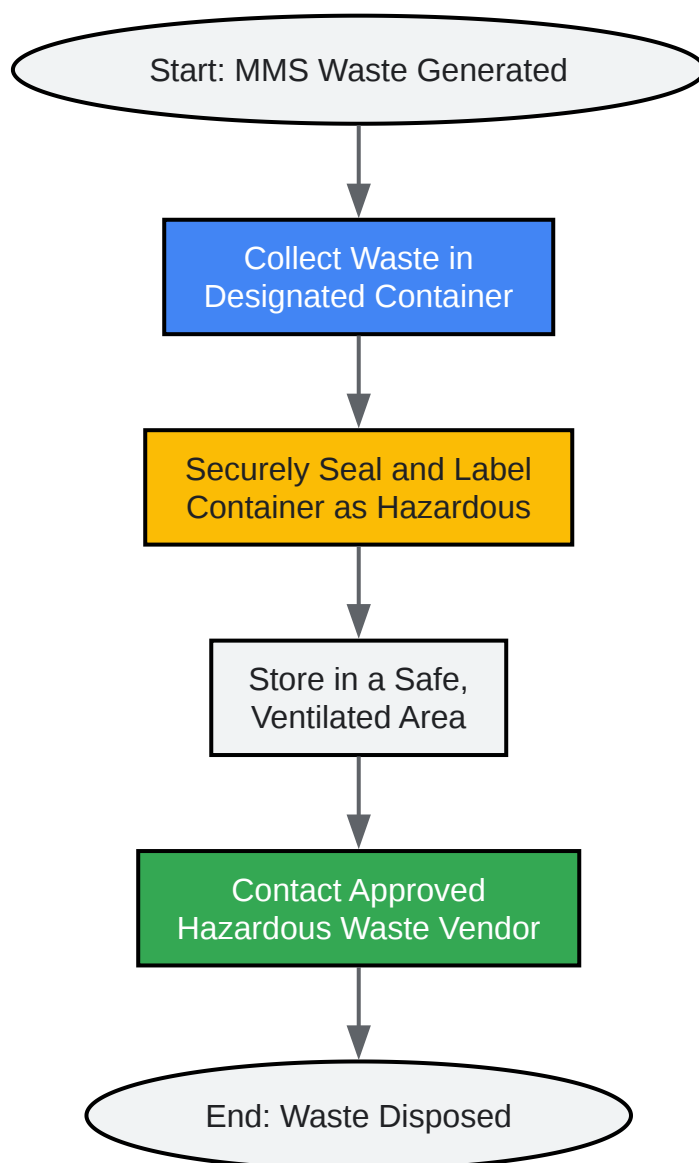 Start: MMS Waste Generated
Collect Waste in
Designated Container
Securely Seal and Label
Container as Hazardous
Store in a Safe,
Ventilated Area
Contact Approved
Hazardous Waste Vendor
End: Waste Disposed